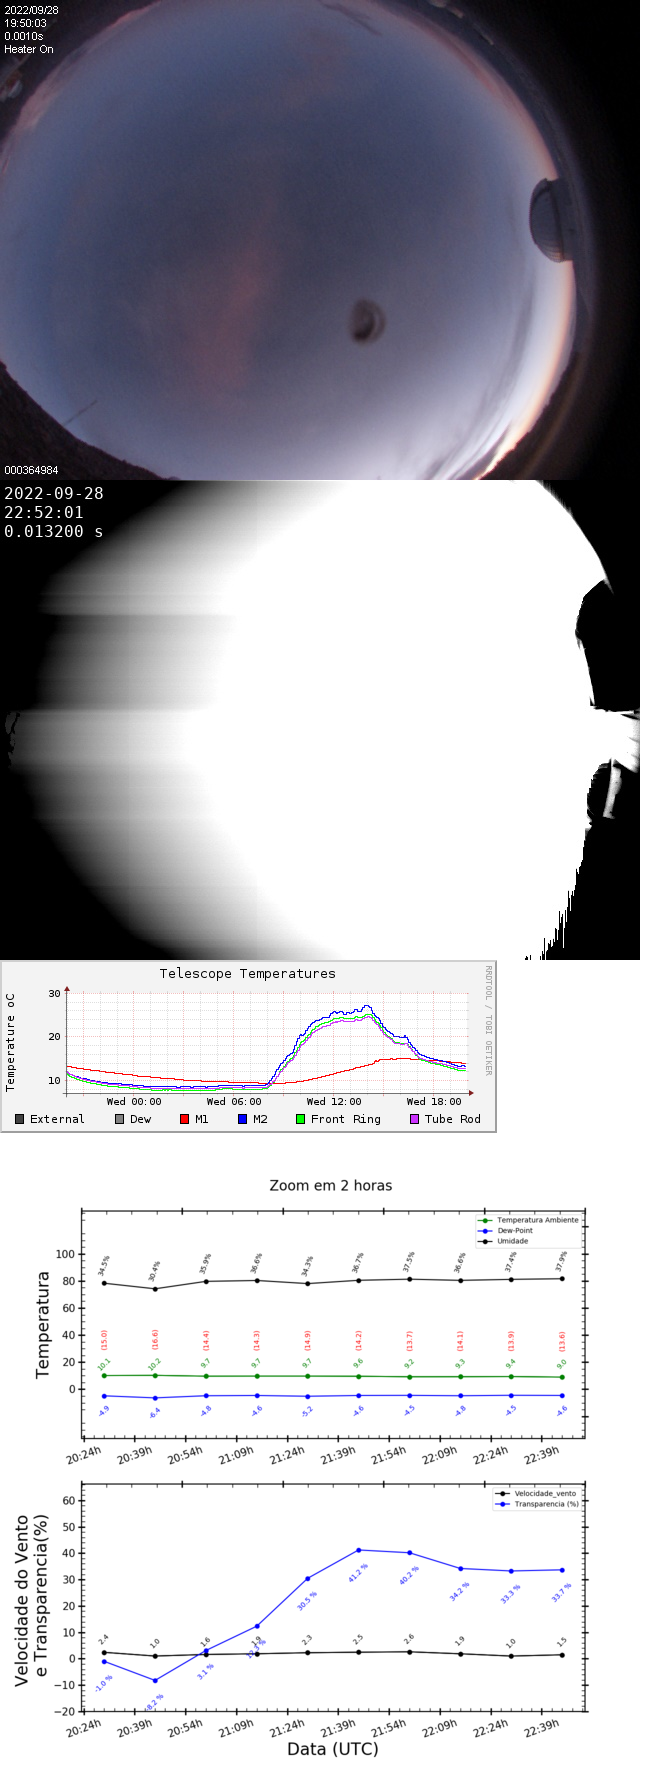 2022/09/28
19:50:03
0.0010s
Heater On
000364984
2022-09-28
22:52:01
0.013200 s
Telescope Temperatures
RRDTOOL / TOBI OETIKER
Temperature oC
30
20
10
Wed 00:00 Wed 06:00 Wed 12:00 Wed 18:00
External Dew M1 M2 Front Ring Tube Rod
Zoom em 2 horas
Temperatura Ambiente
Dew-Point
Umidade
Temperatura
100
80
60
40
20
0
34.5% 30.4% 35.9% 36.6% 34.3% 36.7% 37.5% 36.6% 37.4% 37.9%
(15.0) (16.6) (14.4) (14.3) (14.9) (14.2) (13.7) (14.1) (13.9) (13.6)
10.1 10.2 9.7 9.7 9.7 9.6 9.2 9.3 9.4 9.0
-4.9 -6.4 -4.8 -4.6 -5.2 -4.6 -4.5 -4.8 -4.5 -4.6
20:24h 20:39h 20:54h 21:09h 21:24h 21:39h 21:54h 22:09h 22:24h 22:39h
Velocidade_vento
Transparencia (%)
Velocidade do Vento
e Transparencia(%)
60
50
40
30
20
10
0
−10
−20
2.4 1.0 1.6 1.9 2.3 2.5 2.6 1.9 1.0 1.5
-1.0 % -8.2 % 3.1 % 30.5 % 41.2 % 40.2 % 34.2 % 33.3 % 33.7 %
20:24h 20:39h 20:54h 21:09h 21:24h 21:39h 21:54h 22:09h 22:24h 22:39h
Data (UTC)